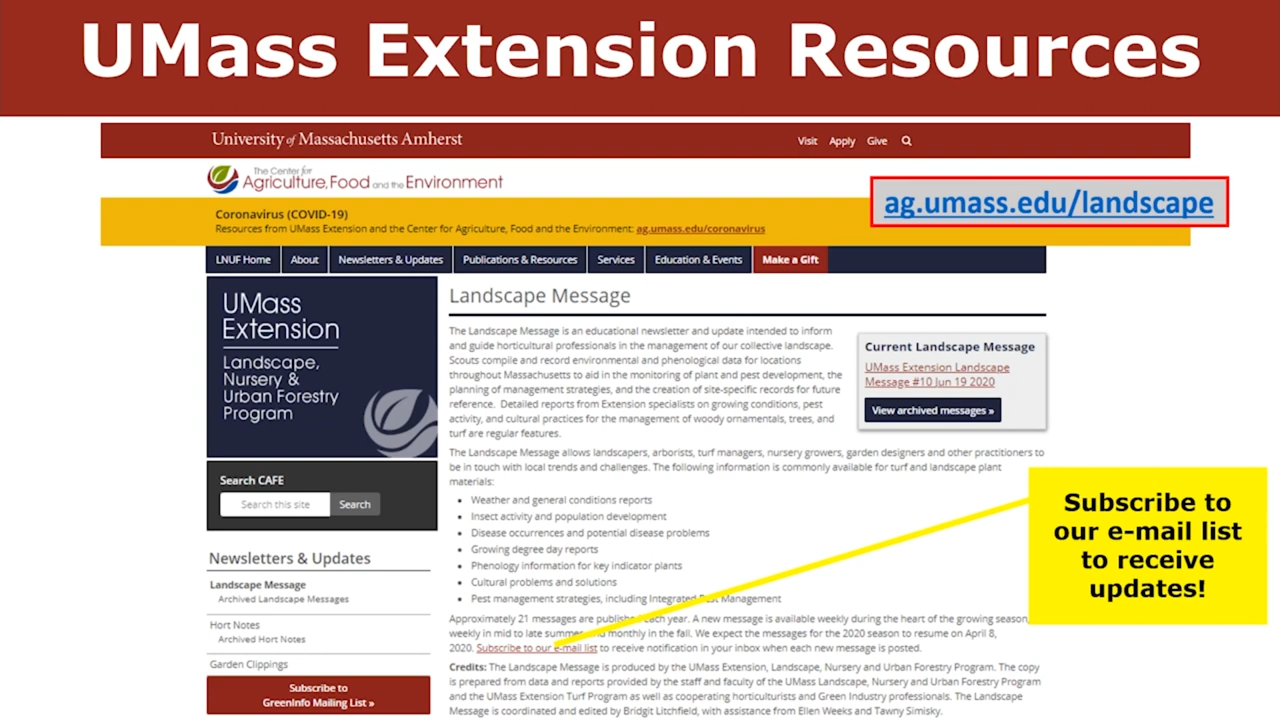 UMass Extension Resources
University of Massachusetts Amherst
Visit Apply Give
The Center for
Agriculture, Food and the Environment
ag.umass.edu/landscape
Coronavirus (COVID-19)
Resources from UMass Extension and the Center for Agriculture, Food and the Environment: ag.umass.edu/coronavirus
LNUF Home About Newsletters & Updates Publications & Resources Services Education & Events Make a Gift
UMass
Extension
Landscape,
Nursery &
Urban Forestry
Program
Search CAFE
Search this site Search
Newsletters & Updates
Landscape Message
Archived Landscape Messages
Hort Notes
Archived Hort Notes
Garden Clippings
Subscribe to
GreenInfo Mailing List »
Landscape Message
The Landscape Message is an educational newsletter and update intended to inform
and guide horticultural professionals in the management of our collective landscape.
Scouts compile and record environmental and phenological data for locations
throughout Massachusetts to aid in the monitoring of plant and pest development, the
planning of management strategies, and the creation of site-specific records for future
reference. Detailed reports from Extension specialists on growing conditions, pest
activity, and cultural practices for the management of woody ornamentals, trees, and
turf are regular features.
Current Landscape Message
UMass Extension Landscape
Message #10 Jun 19 2020
View archived messages »
The Landscape Message allows landscapers, arborists, turf managers, nursery growers, garden designers and other practitioners to
be in touch with local trends and challenges. The following information is commonly available for turf and landscape plant
materials:
• Weather and general conditions reports
• Insect activity and population development
• Disease occurrences and potential disease problems
• Growing degree day reports
• Phenology information for key indicator plants
• Cultural problems and solutions
• Pest management strategies, including Integrated Pest Management
Approximately 21 messages are published each year. A new message is available weekly during the heart of the growing season,
weekly in mid to late summer, and monthly in the fall. We expect the messages for the 2020 season to resume on April 8,
2020. Subscribe to our e-mail list to receive notification in your inbox when each new message is posted.
Credits: The Landscape Message is produced by the UMass Extension, Landscape, Nursery and Urban Forestry Program. The copy
is prepared from data and reports provided by the staff and faculty of the UMass Landscape, Nursery and Urban Forestry Program
and the UMass Extension Turf Program as well as cooperating horticulturists and Green Industry professionals. The Landscape
Message is coordinated and edited by Bridgit Litchfield, with assistance from Ellen Weeks and Tawny Simisky.
Subscribe to
our e-mail list
to receive
updates!